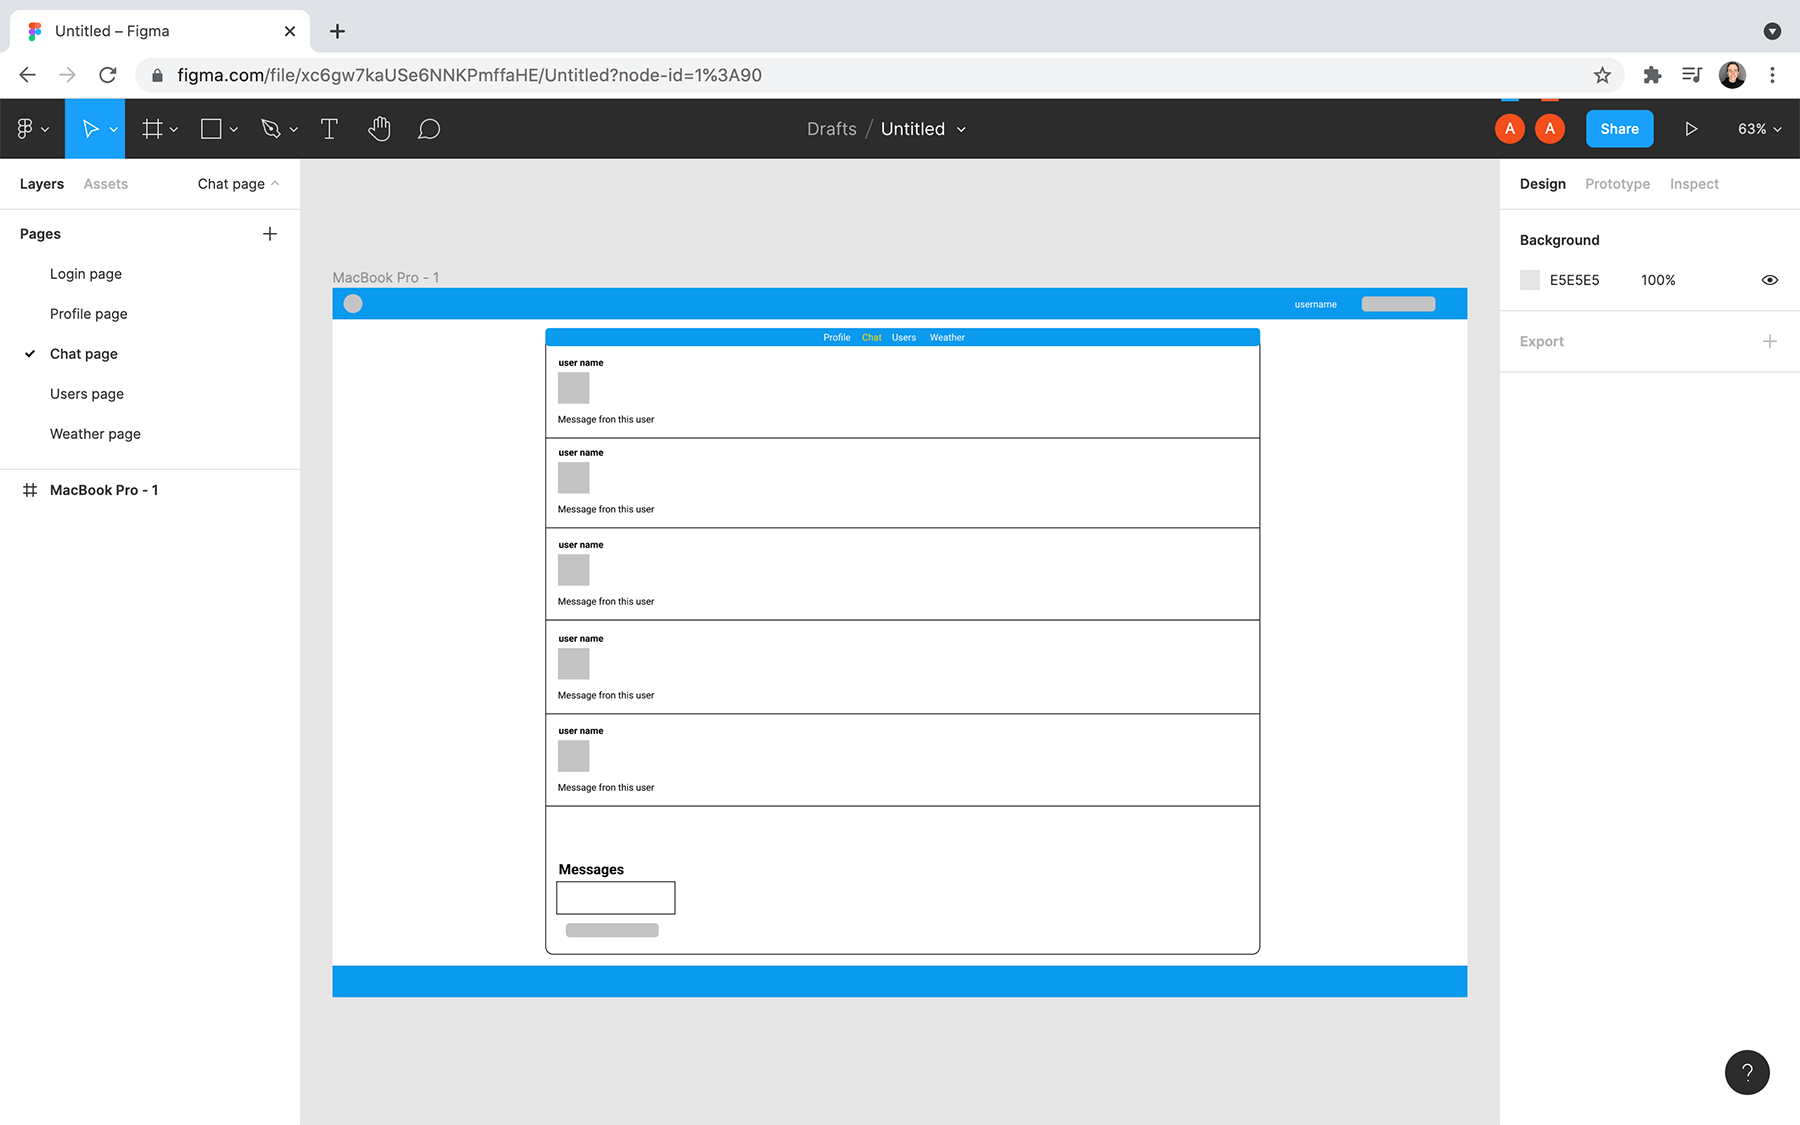 Untitled – Figma
figma.com/file/xc6gw7kaUSe6NNKPmffaHE/Untitled?node-id=1%3A90
Drafts / Untitled
A A Share 63%
Layers Assets Chat page
Pages
Login page
Profile page
Chat page
Users page
Weather page
MacBook Pro - 1
MacBook Pro - 1
username
Profile Chat Users Weather
user name
Message fron this user
user name
Message fron this user
user name
Message fron this user
user name
Message fron this user
user name
Message fron this user
Messages
Design Prototype Inspect
Background
E5E5E5 100%
Export
?